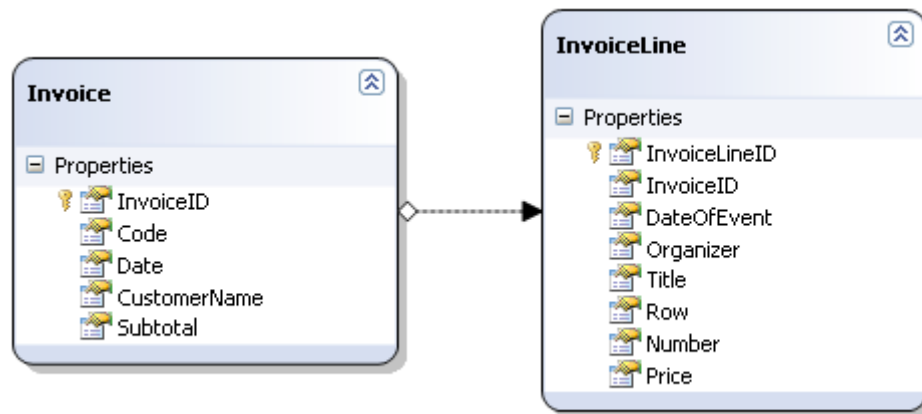 Invoice
Properties
InvoiceID
Code
Date
CustomerName
Subtotal
InvoiceLine
Properties
InvoiceLineID
InvoiceID
DateOfEvent
Organizer
Title
Row
Number
Price